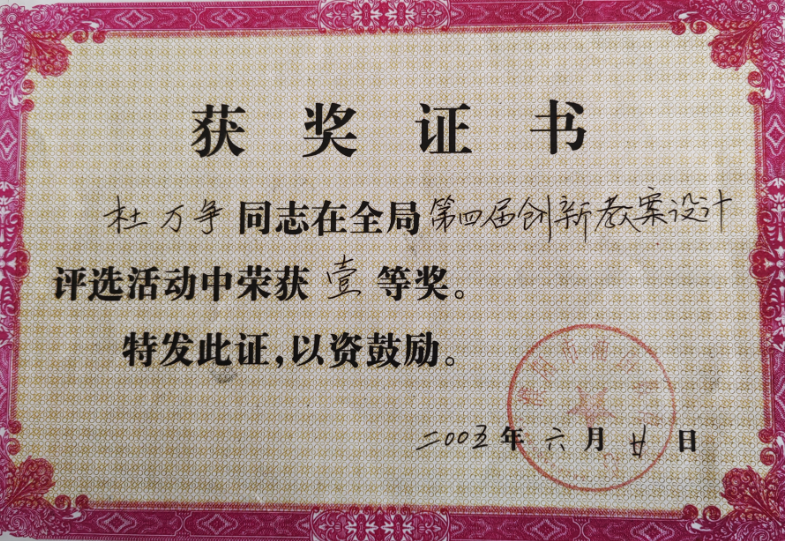 获奖证书
杜万争同志在全局第四届创新教案设计
评选活动中荣获壹等奖。
特发此证,以资鼓励。
二00五年六月廿日